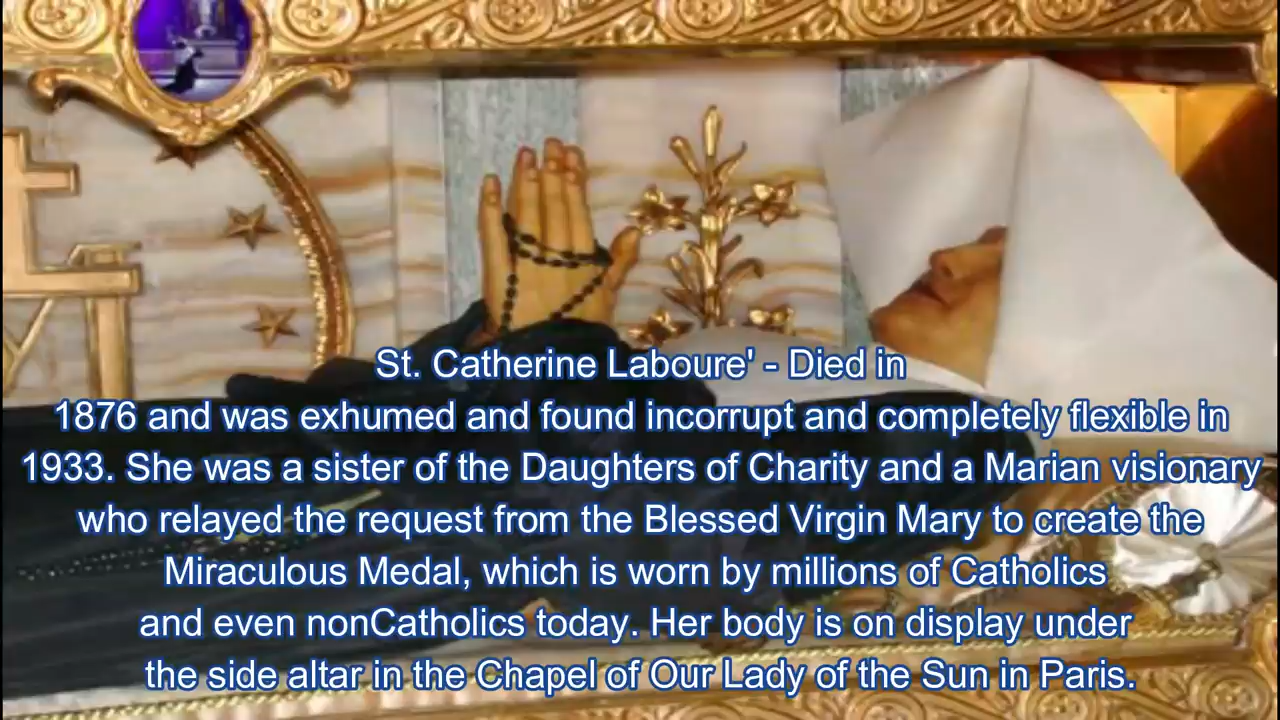 St. Catherine Laboure' - Died in
1876 and was exhumed and found incorrupt and completely flexible in
1933. She was a sister of the Daughters of Charity and a Marian visionary
who relayed the request from the Blessed Virgin Mary to create the
Miraculous Medal, which is worn by millions of Catholics
and even nonCatholics today. Her body is on display under
the side altar in the Chapel of Our Lady of the Sun in Paris.